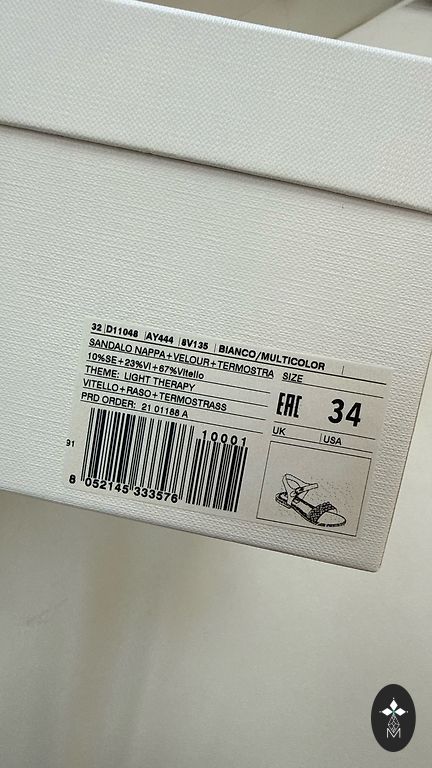 32 D11048 AY444 8V135 BIANCO/MULTICOLOR
SANDALO NAPPA+VELOUR+TERMOSTRA
10%SE+23%VI+67%Vitello
THEME: LIGHT THERAPY
VITELLO+RASO+TERMOSTRASS
PRD ORDER: 21 01188 A
SIZE
EAC 34
UK USA
10001
91
8 052145 333576
M